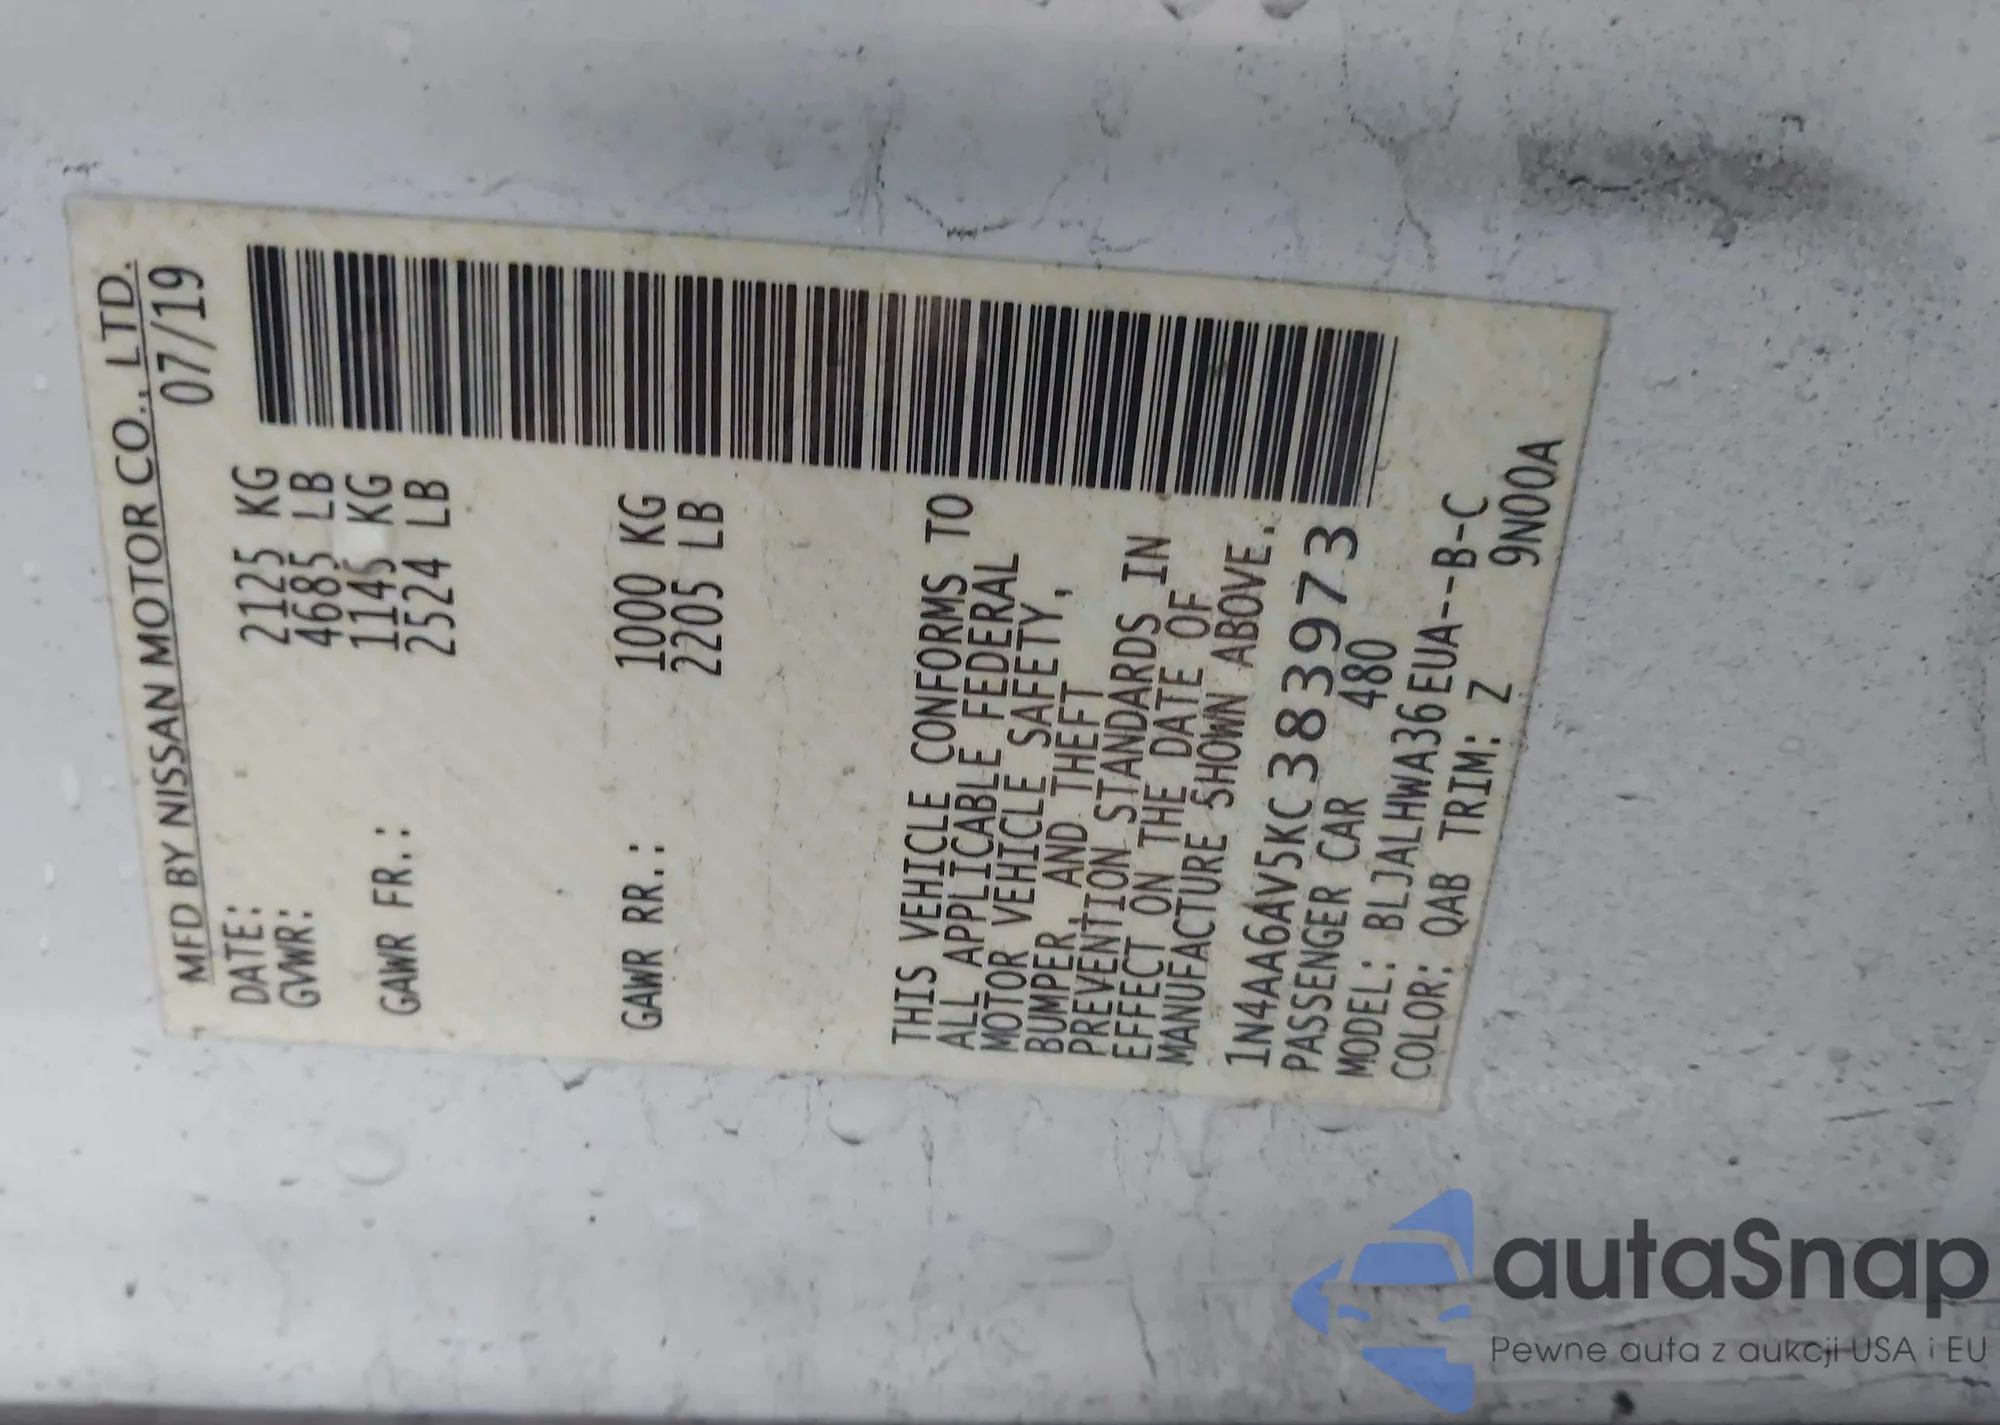 MFD BY NISSAN MOTOR CO., LTD.
DATE: 07/19
GVWR: 2125 KG
4685 LB
GAWR FR.: 1145 KG
2524 LB
GAWR RR.: 1000 KG
2205 LB
THIS VEHICLE CONFORMS TO
ALL APPLICABLE FEDERAL
MOTOR VEHICLE SAFETY,
BUMPER, AND THEFT
PREVENTION STANDARDS IN
EFFECT ON THE DATE OF
MANUFACTURE SHOWN ABOVE.
1N4AA6AV5KC383973
PASSENGER CAR 480
MODEL: BLJALHWA36EUA--B-C
COLOR: QAB TRIM: Z 9N00A
autaSnap
Pewne auta z aukcji USA i EU